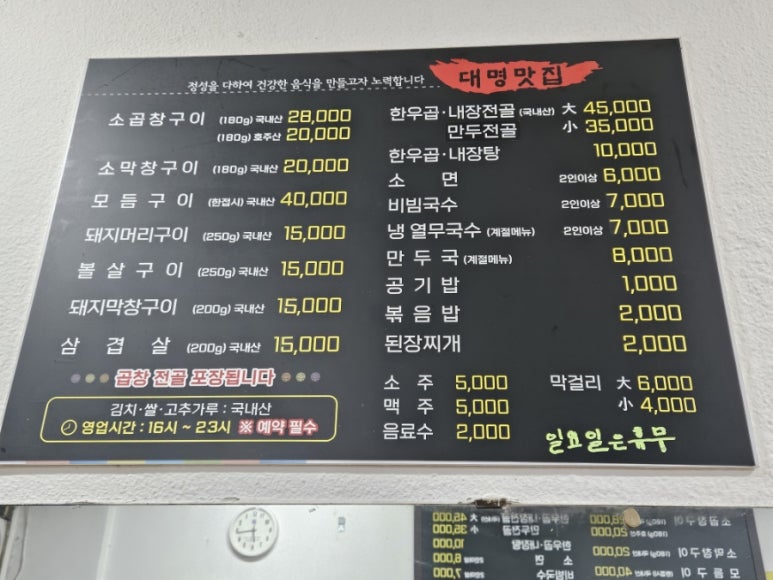 정성을 다하여 건강한 음식을 만들고자 노력합니다
대명맛집
소곱창구이 (180g) 국내산 28,000
(180g) 호주산 20,000
소막창구이 (180g) 국내산 20,000
모듬구이 (한접시) 국내산 40,000
돼지머리구이 (250g) 국내산 15,000
볼살구이 (250g) 국내산 15,000
돼지막창구이 (200g) 국내산 15,000
삼겹살 (200g) 국내산 15,000
곱창 전골 포장됩니다
김치·쌀·고추가루 : 국내산
영업시간 : 16시 ~ 23시 ※ 예약 필수
한우곱·내장전골 (국내산) 大 45,000
만두전골 小 35,000
한우곱·내장탕 10,000
소면 2인이상 6,000
비빔국수 2인이상 7,000
냉열무국수 (계절메뉴) 2인이상 7,000
만두국 (계절메뉴) 8,000
공기밥 1,000
볶음밥 2,000
된장찌개 2,000
소주 5,000 막걸리 大 6,000
맥주 5,000 小 4,000
음료수 2,000
일요일은휴무